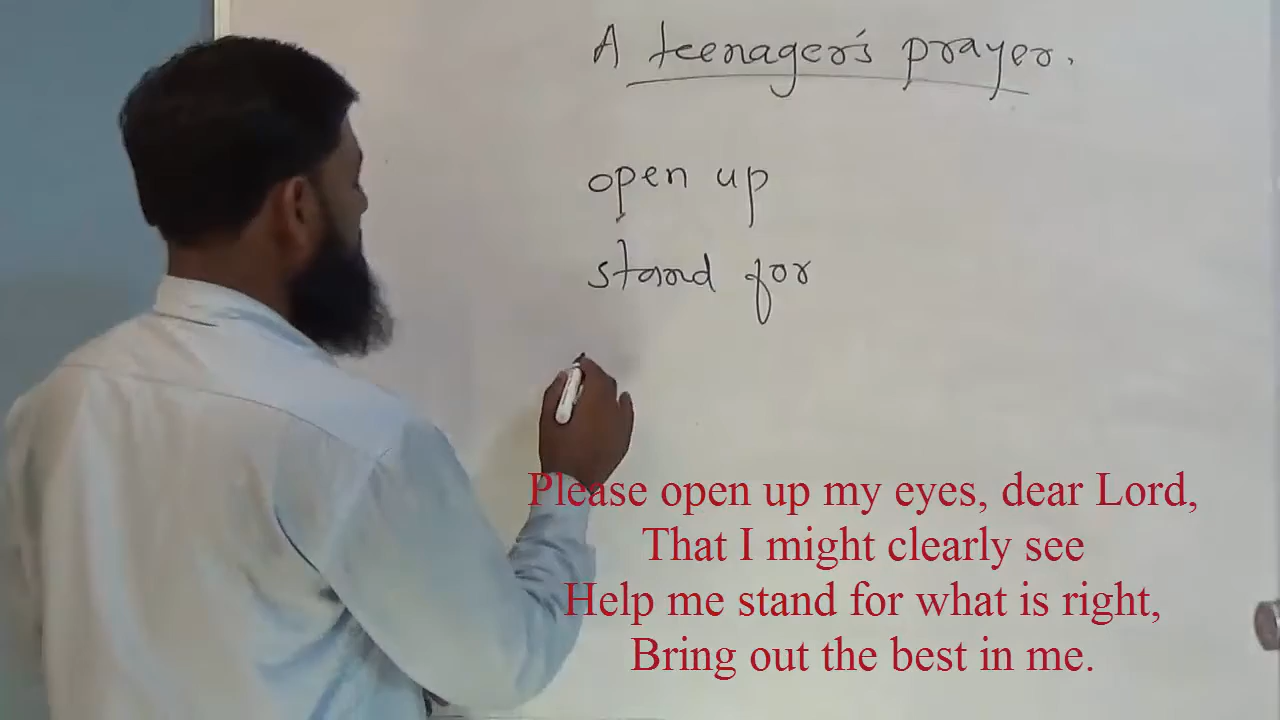 A teenager's prayer.
open up
stand for
Please open up my eyes, dear Lord,
That I might clearly see
Help me stand for what is right,
Bring out the best in me.